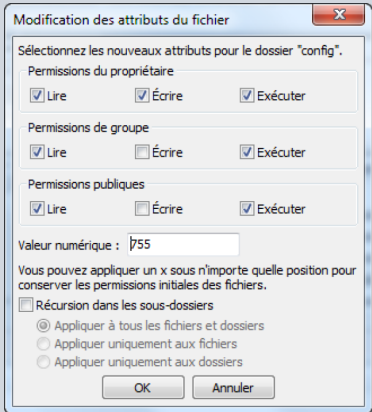 Modification des attributs du fichier
Sélectionnez les nouveaux attributs pour le dossier "config".
Permissions du propriétaire
Lire Écrire Exécuter
Permissions de groupe
Lire Écrire Exécuter
Permissions publiques
Lire Écrire Exécuter
Valeur numérique : 755
Vous pouvez appliquer un x sous n'importe quelle position pour
conserver les permissions initiales des fichiers.
Récursion dans les sous-dossiers
Appliquer à tous les fichiers et dossiers
Appliquer uniquement aux fichiers
Appliquer uniquement aux dossiers
OK Annuler